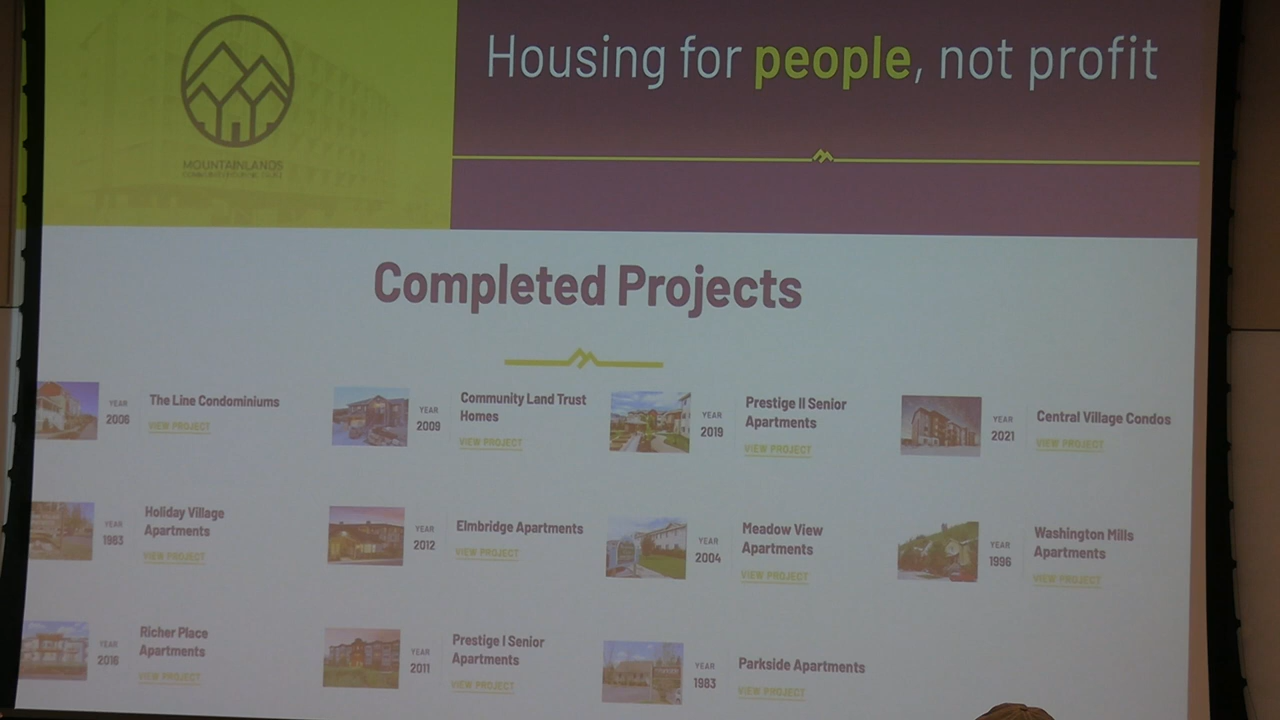 Housing for people, not profit
MOUNTAINLANDS
Completed Projects
YEAR
2006
The Line Condominiums
VIEW PROJECT
YEAR
2009
Community Land Trust
Homes
VIEW PROJECT
YEAR
2019
Prestige II Senior
Apartments
VIEW PROJECT
YEAR
2021
Central Village Condos
VIEW PROJECT
YEAR
1983
Holiday Village
Apartments
VIEW PROJECT
YEAR
2012
Elmbridge Apartments
VIEW PROJECT
YEAR
2004
Meadow View
Apartments
VIEW PROJECT
YEAR
1996
Washington Mills
Apartments
VIEW PROJECT
YEAR
2016
Richer Place
Apartments
VIEW PROJECT
YEAR
2011
Prestige I Senior
Apartments
VIEW PROJECT
YEAR
1983
Parkside Apartments
VIEW PROJECT